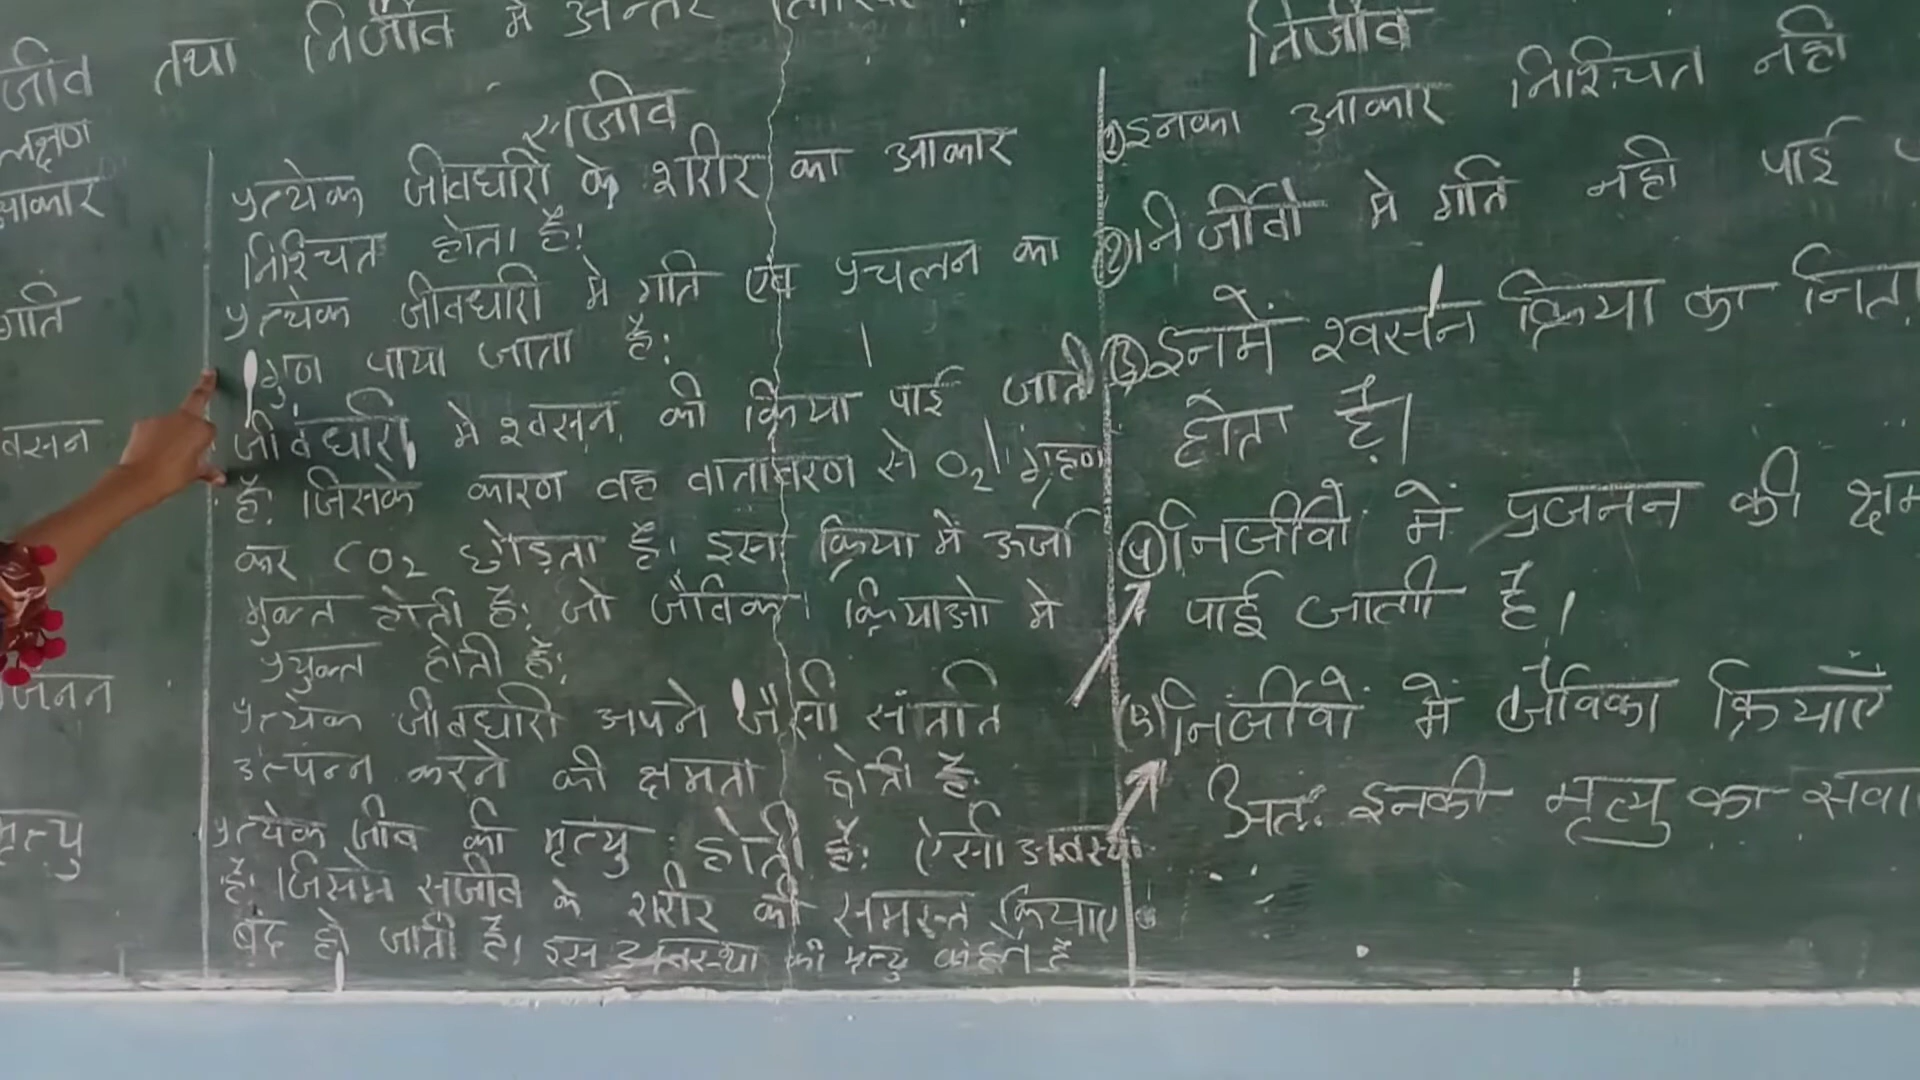 जीव तथा निर्जीव मे अन्तर
सजीव
निर्जीव
लक्षण
आकार
प्रत्येक जीवधारी के शरीर का आकार
निश्चित होता है।
गति
प्रत्येक जीवधारी मे गति एवं प्रचलन का
गुण पाया जाता है।
वसन
जीवधारी मे श्वसन की क्रिया पाई जाती
है। जिसके कारण वह वातावरण से O2 ग्रहण
कर CO2 छोड़ता है। इस क्रिया में ऊर्जा
मुक्त होती है। जो जैविक क्रियाओ मे
प्रयुक्त होती है।
जनन
प्रत्येक जीवधारी अपने जैसी संतति
उत्पन्न करने की क्षमता होती है
मृत्यु
प्रत्येक जीव की मृत्यु होती है। ऐसी अवस्था
है। जिसमे सजीव के शरीर की समस्त क्रियाए
बंद हो जाती है। इस अवस्था को मृत्यु कहते है
① इनका आकार निश्चित नही
② निर्जीवो मे गति नही पाई
③ इनमें श्वसन क्रिया का
होता है।
④ निर्जीवो में प्रजनन की
पाई जाती है।
(5) निर्जीवो में जैविक क्रियाएं
अतः इनकी मृत्यु का